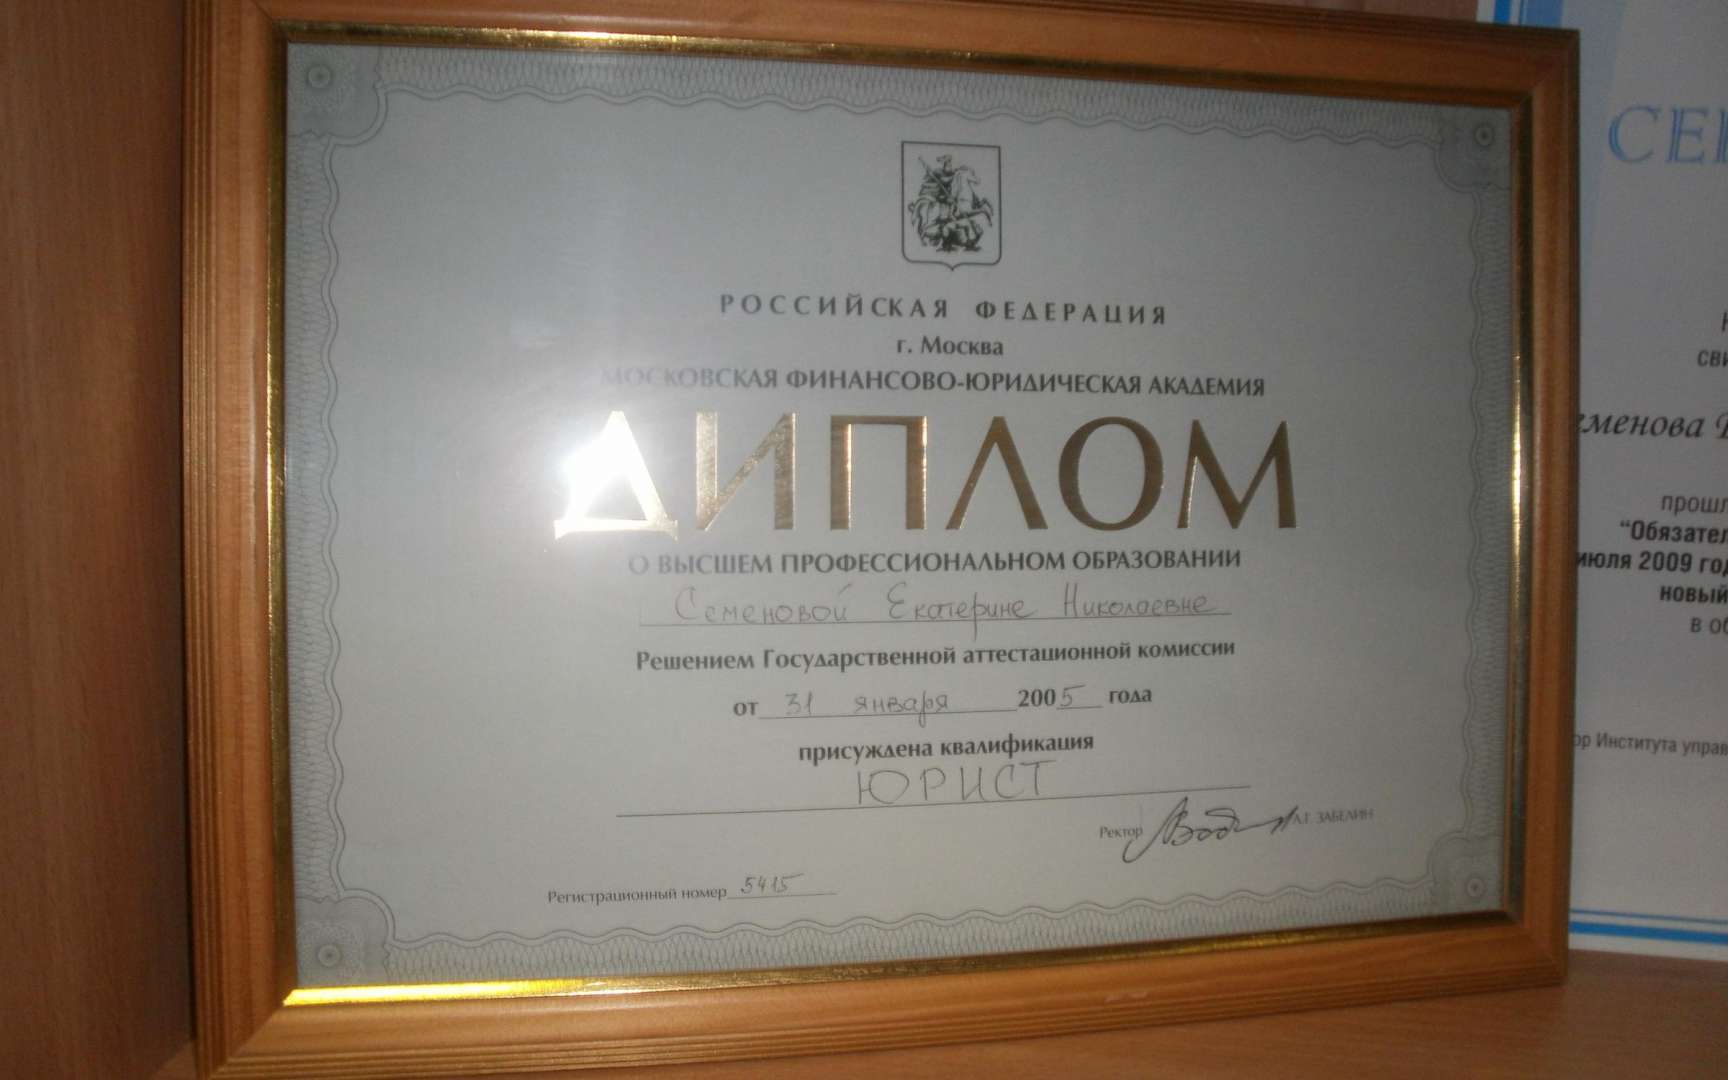 РОССИЙСКАЯ ФЕДЕРАЦИЯ
г. Москва
МОСКОВСКАЯ ФИНАНСОВО-ЮРИДИЧЕСКАЯ АКАДЕМИЯ
ДИПЛОМ
О ВЫСШЕМ ПРОФЕССИОНАЛЬНОМ ОБРАЗОВАНИИ
Семеновой Екатерине Николаевне
Решением Государственной аттестационной комиссии
от 31 января 2005 года
присуждена квалификация
ЮРИСТ
Ректор А.Г. ЗАБЕЛИН
Регистрационный номер 5415
СЕ
сви
еменова
прошл
“Обязател
июля 2009 год
новый
в об
ор Института управ